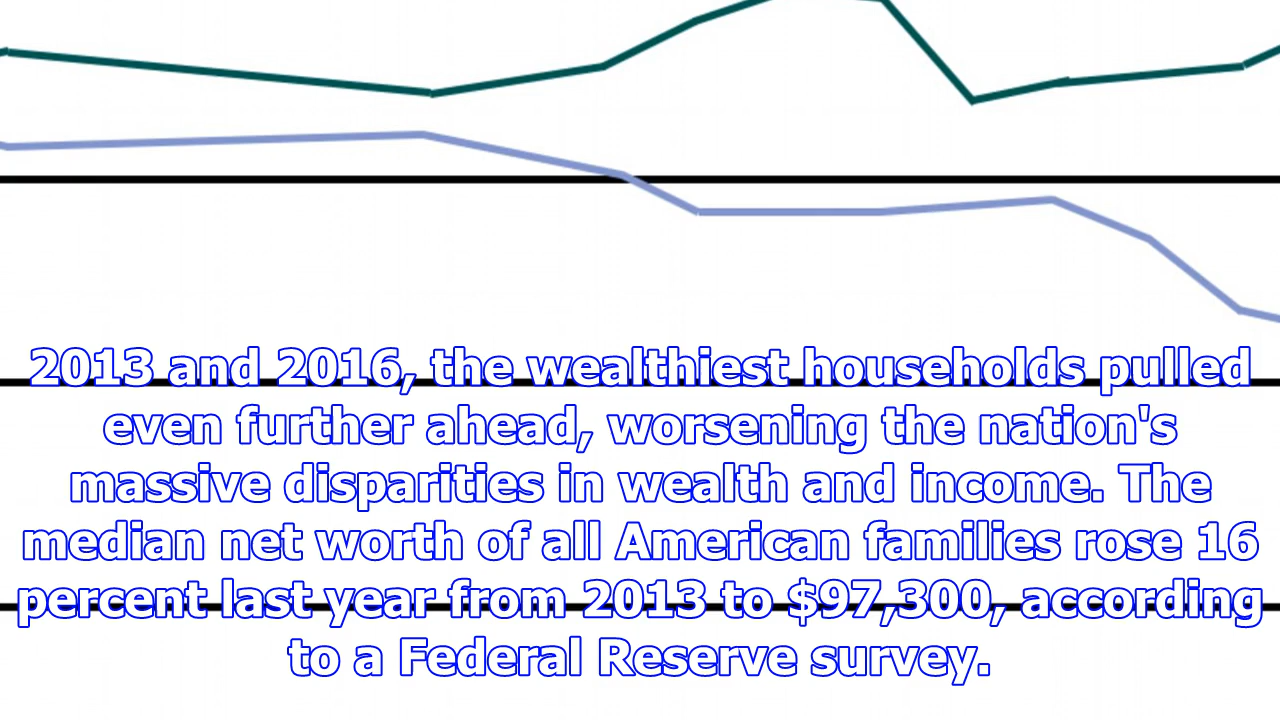 2013 and 2016, the wealthiest households pulled
even further ahead, worsening the nation's
massive disparities in wealth and income. The
median net worth of all American families rose 16
percent last year from 2013 to $97,300, according
to a Federal Reserve survey.